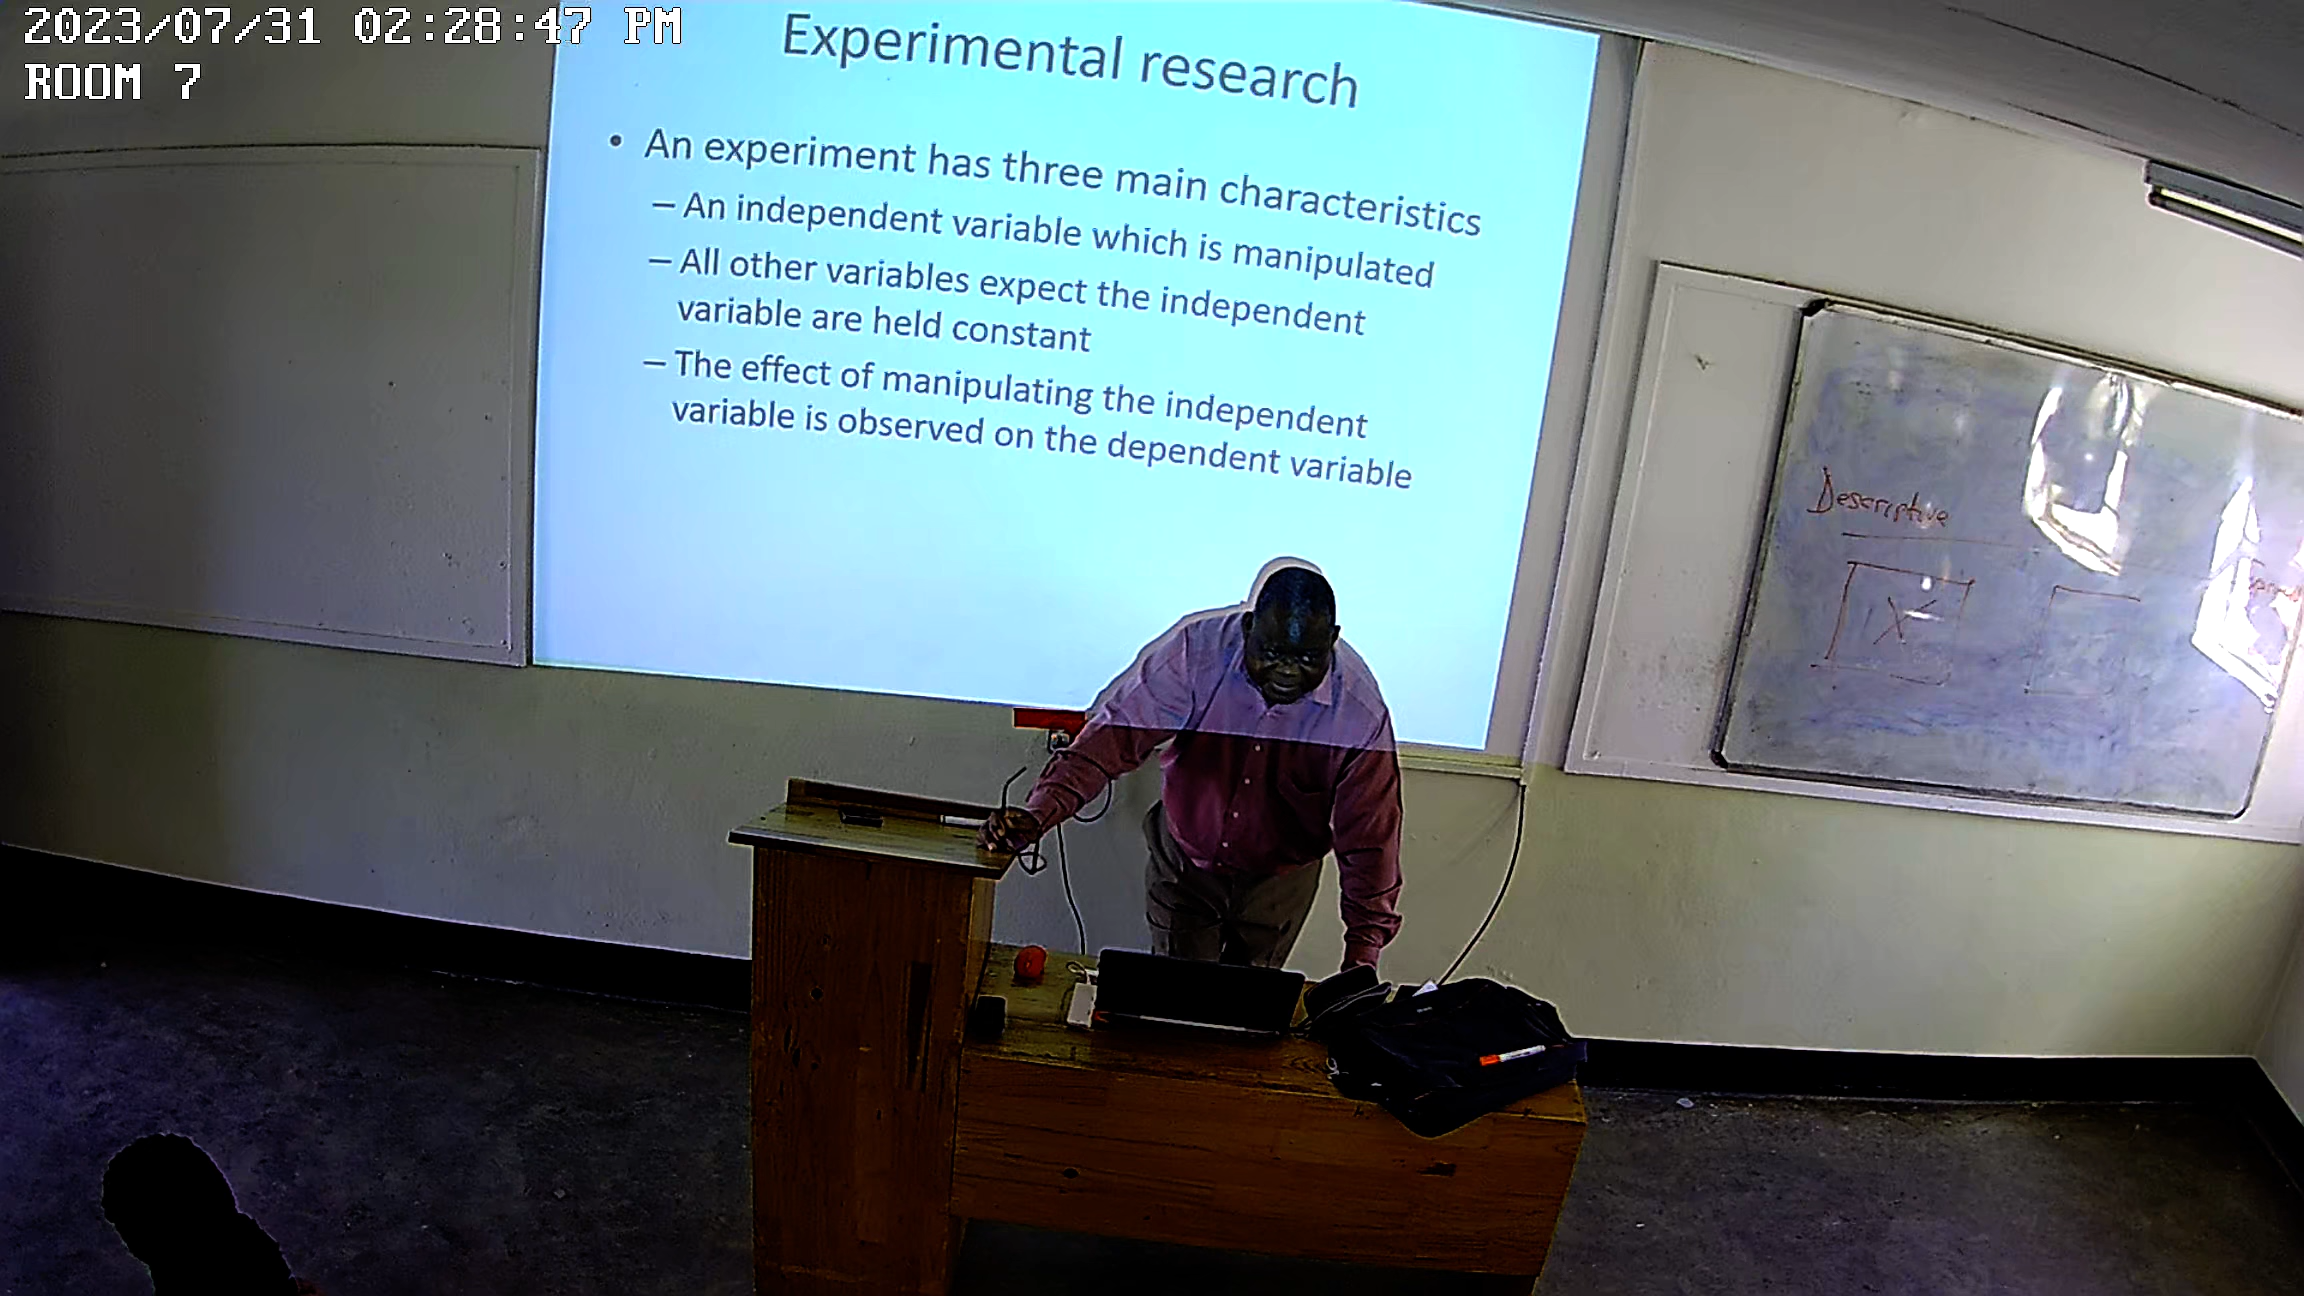 2023/07/31 02:28:47 PM
ROOM 7
Experimental research
• An experiment has three main characteristics
– An independent variable which is manipulated
– All other variables expect the independent
variable are held constant
– The effect of manipulating the independent
variable is observed on the dependent variable
Descriptive
X